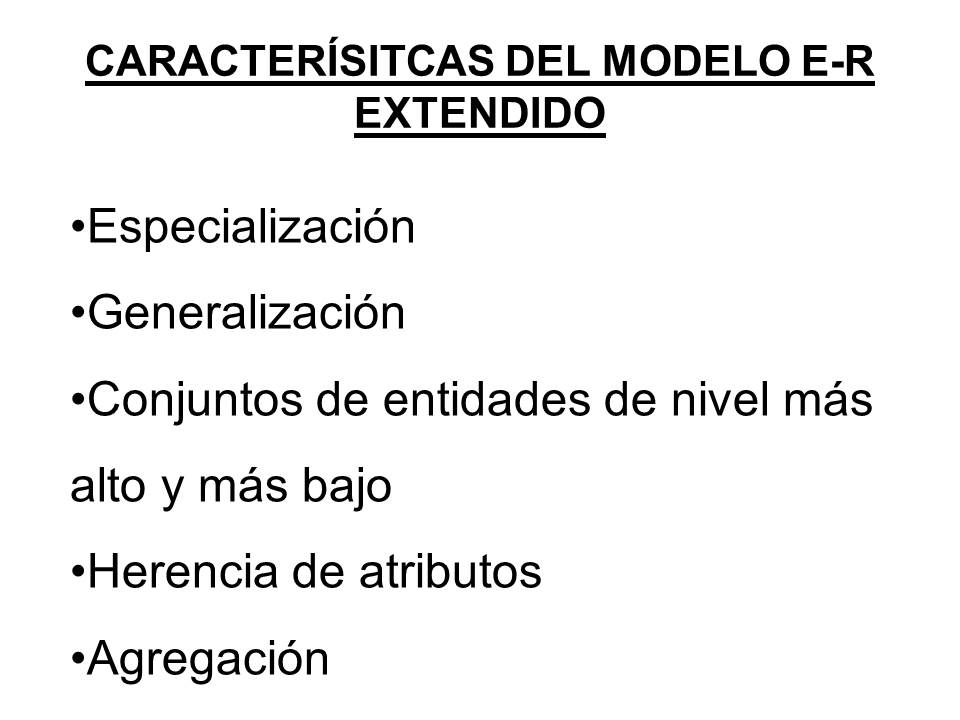 CARACTERÍSITCAS DEL MODELO E-R
EXTENDIDO
•Especialización
•Generalización
•Conjuntos de entidades de nivel más
alto y más bajo
•Herencia de atributos
•Agregación